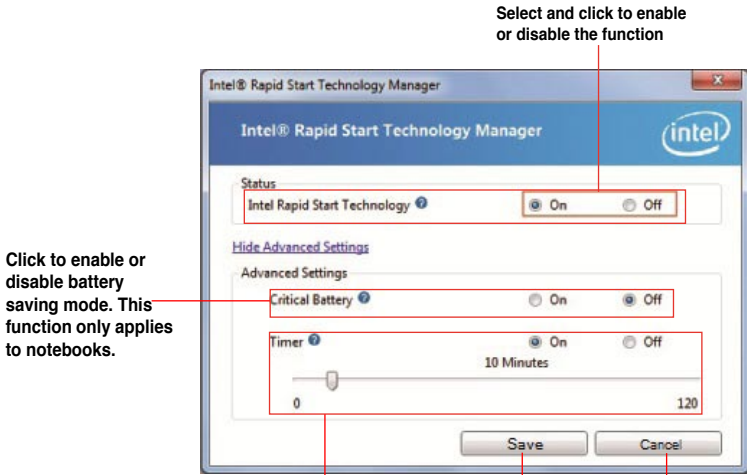 Select and click to enable
or disable the function
Intel® Rapid Start Technology Manager
Intel® Rapid Start Technology Manager
intel
Status
Intel Rapid Start Technology ? On Off
Hide Advanced Settings
Advanced Settings
Click to enable or
disable battery
saving mode. This
function only applies
to notebooks.
Critical Battery ? On Off
Timer ? On Off
10 Minutes
0 120
Save Cancel